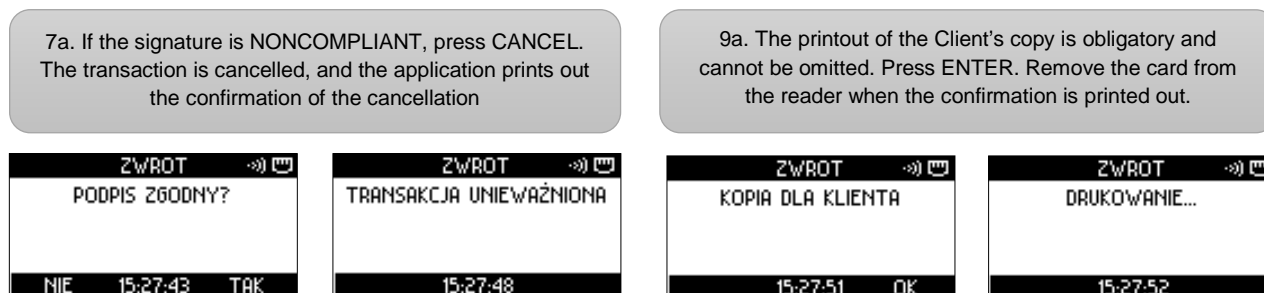 7a. If the signature is NONCOMPLIANT, press CANCEL.
The transaction is cancelled, and the application prints out
the confirmation of the cancellation
ZWROT
PODPIS ZGODNY?
NIE 15:27:43 TAK
ZWROT
TRANSAKCJA UNIEWAŻNIONA
15:27:48
9a. The printout of the Client’s copy is obligatory and
cannot be omitted. Press ENTER. Remove the card from
the reader when the confirmation is printed out.
ZWROT
KOPIA DLA KLIENTA
15:27:51 OK
ZWROT
DRUKOWANIE...
15:27:52